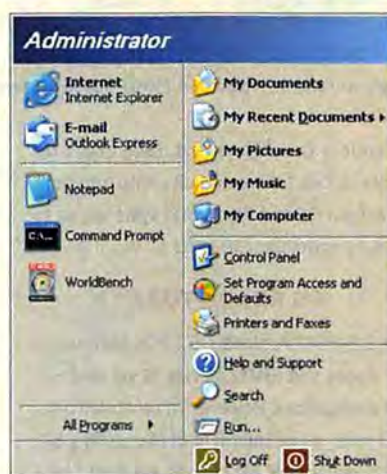 Administrator
Internet
Internet Explorer
E-mail
Outlook Express
Notepad
Command Prompt
WorldBench
All Programs
My Documents
My Recent Documents
My Pictures
My Music
My Computer
Control Panel
Set Program Access and
Defaults
Printers and Faxes
Help and Support
Search
Run...
Log Off
Shut Down